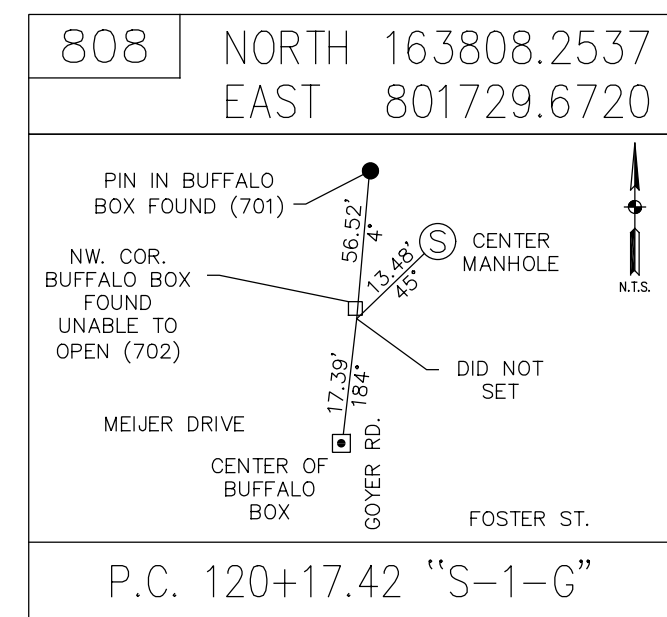 808
NORTH 163808.2537
EAST 801729.6720
PIN IN BUFFALO
BOX FOUND (701)
56.52'
4°
S
CENTER
MANHOLE
N.T.S.
NW. COR.
BUFFALO BOX
FOUND
UNABLE TO
OPEN (702)
13.48'
45°
DID NOT
SET
17.39'
184°
MEIJER DRIVE
CENTER OF
BUFFALO
BOX
GOYER RD.
FOSTER ST.
P.C. 120+17.42 “S-1-G”